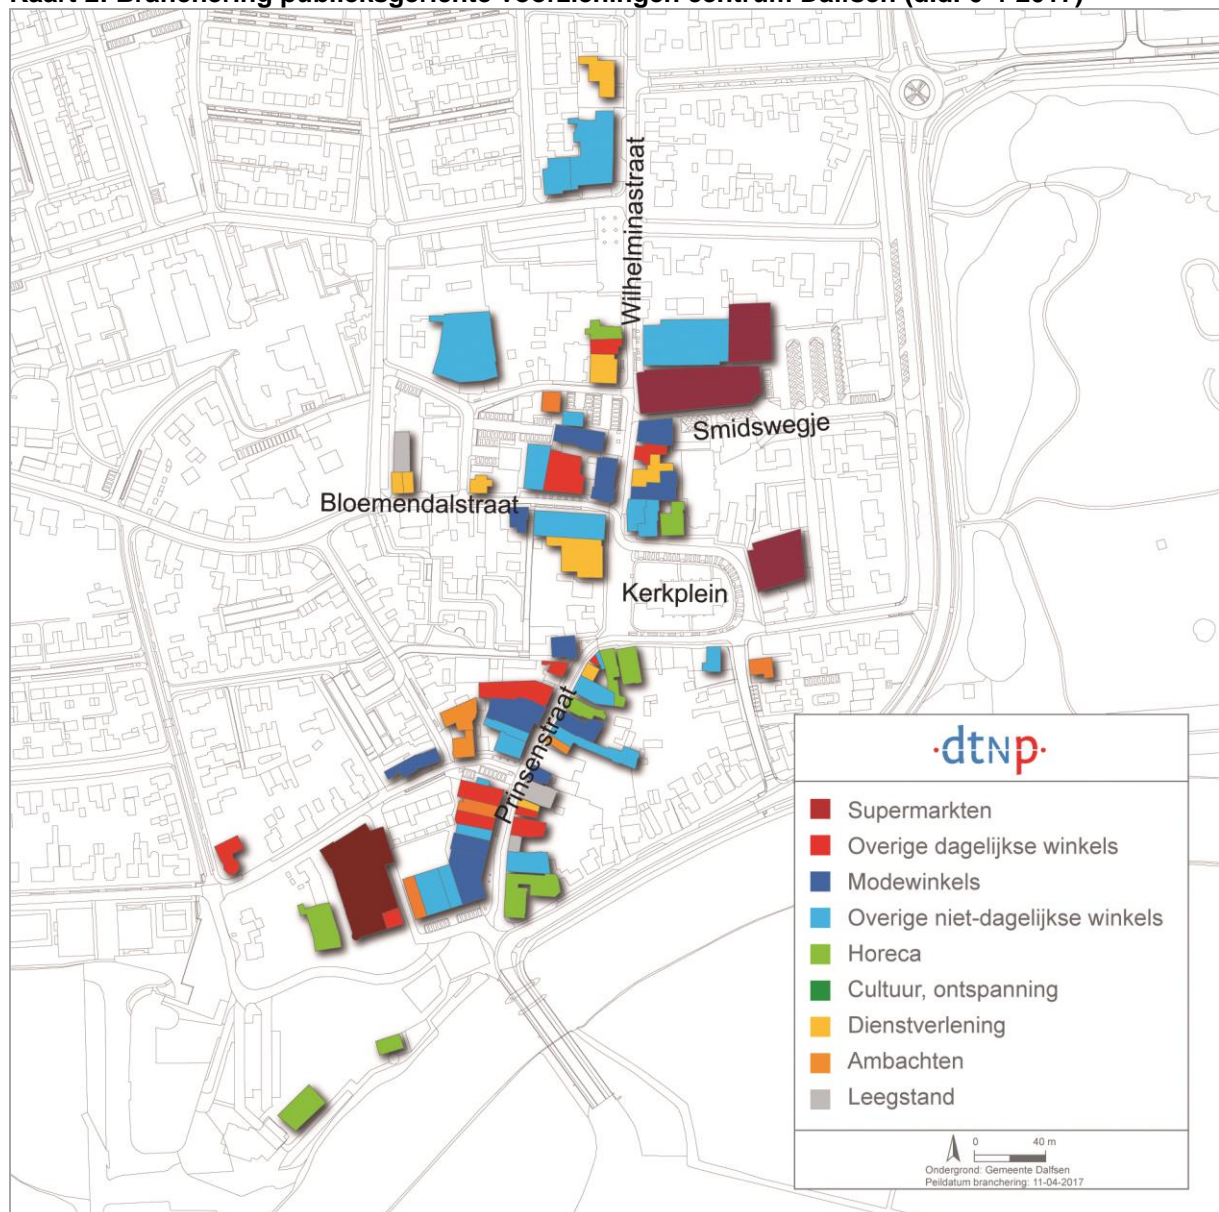 Wilhelminastraat
Smidswegje
Bloemendalstraat
Kerkplein
Prinsenstraat
·dtNp·
Supermarkten
Overige dagelijkse winkels
Modewinkels
Overige niet-dagelijkse winkels
Horeca
Cultuur, ontspanning
Dienstverlening
Ambachten
Leegstand
0 40 m
Ondergrond: Gemeente Dalfsen
Peildatum branchering: 11-04-2017